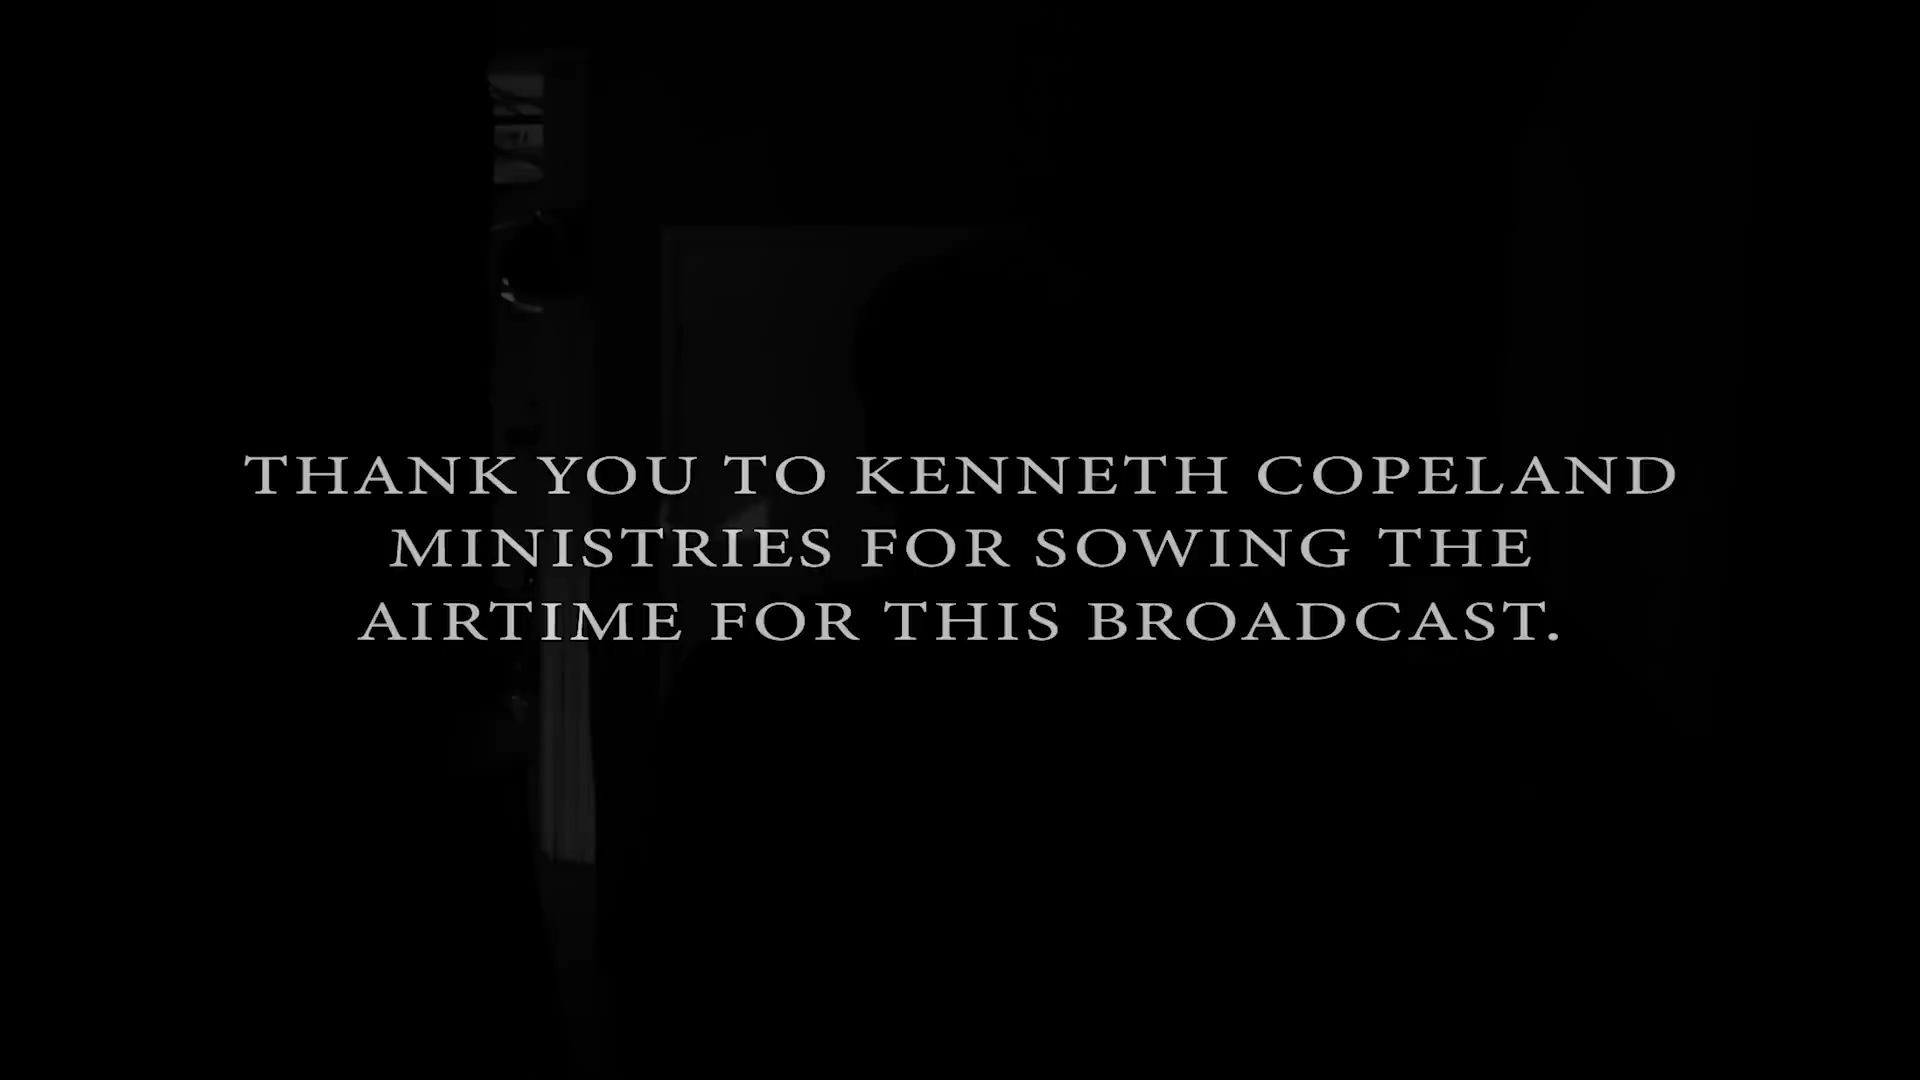 THANK YOU TO KENNETH COPELAND
MINISTRIES FOR SOWING THE
AIRTIME FOR THIS BROADCAST.